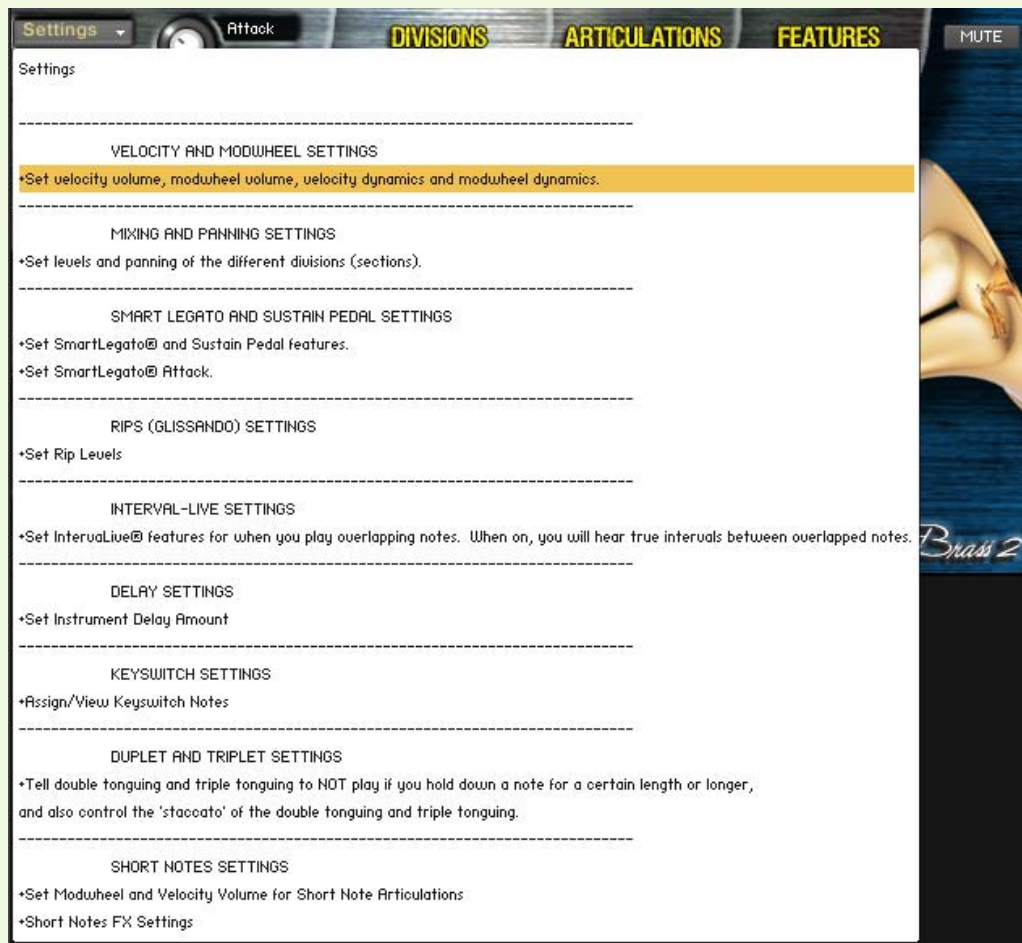 Settings
Attack
DIVISIONS
ARTICULATIONS
FEATURES
MUTE
Settings
--------------------------------------------------------------------------
VELOCITY AND MODWHEEL SETTINGS
+Set velocity volume, modwheel volume, velocity dynamics and modwheel dynamics.
--------------------------------------------------------------------------
MIXING AND PANNING SETTINGS
+Set levels and panning of the different divisions (sections).
--------------------------------------------------------------------------
SMART LEGATO AND SUSTAIN PEDAL SETTINGS
+Set SmartLegato® and Sustain Pedal features.
+Set SmartLegato® Attack.
--------------------------------------------------------------------------
RIPS (GLISSANDO) SETTINGS
+Set Rip Levels
--------------------------------------------------------------------------
INTERVAL-LIVE SETTINGS
+Set IntervaLive® features for when you play overlapping notes.  When on, you will hear true intervals between overlapped notes.
Brass 2
--------------------------------------------------------------------------
DELAY SETTINGS
+Set Instrument Delay Amount
--------------------------------------------------------------------------
KEYSWITCH SETTINGS
+Assign/View Keyswitch Notes
--------------------------------------------------------------------------
DUPLET AND TRIPLET SETTINGS
+Tell double tonguing and triple tonguing to NOT play if you hold down a note for a certain length or longer,
and also control the 'staccato' of the double tonguing and triple tonguing.
--------------------------------------------------------------------------
SHORT NOTES SETTINGS
+Set Modwheel and Velocity Volume for Short Note Articulations
+Short Notes FX Settings